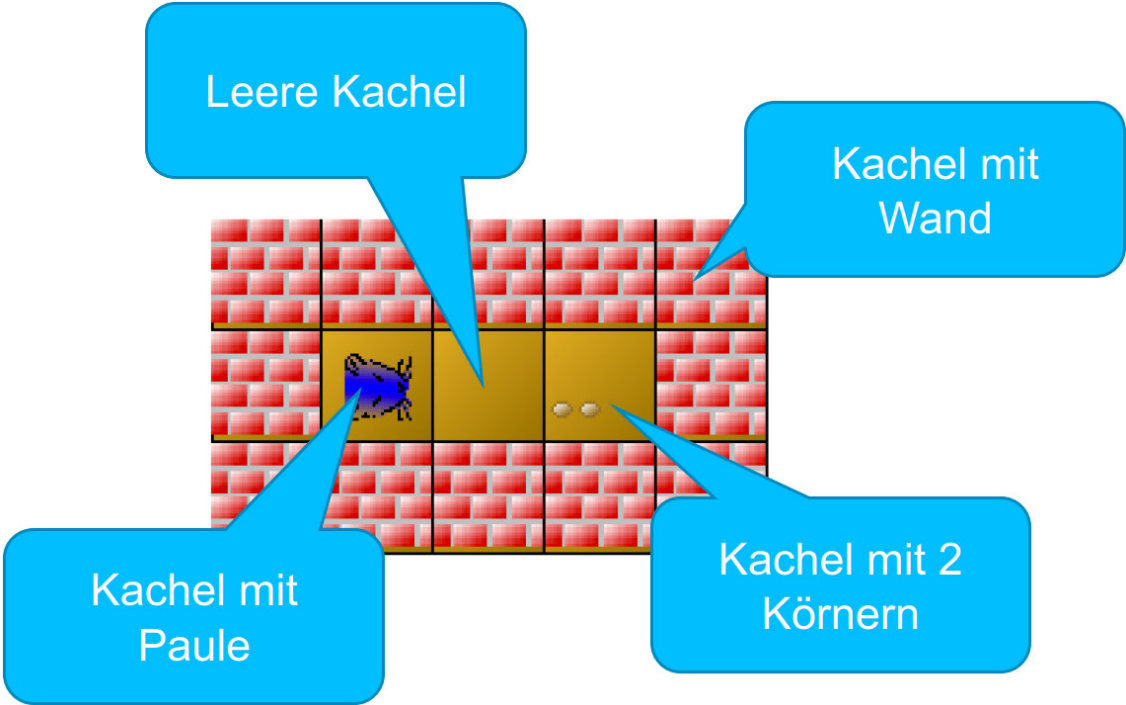 Leere Kachel
Kachel mit
Wand
Kachel mit
Paule
Kachel mit 2
Körnern